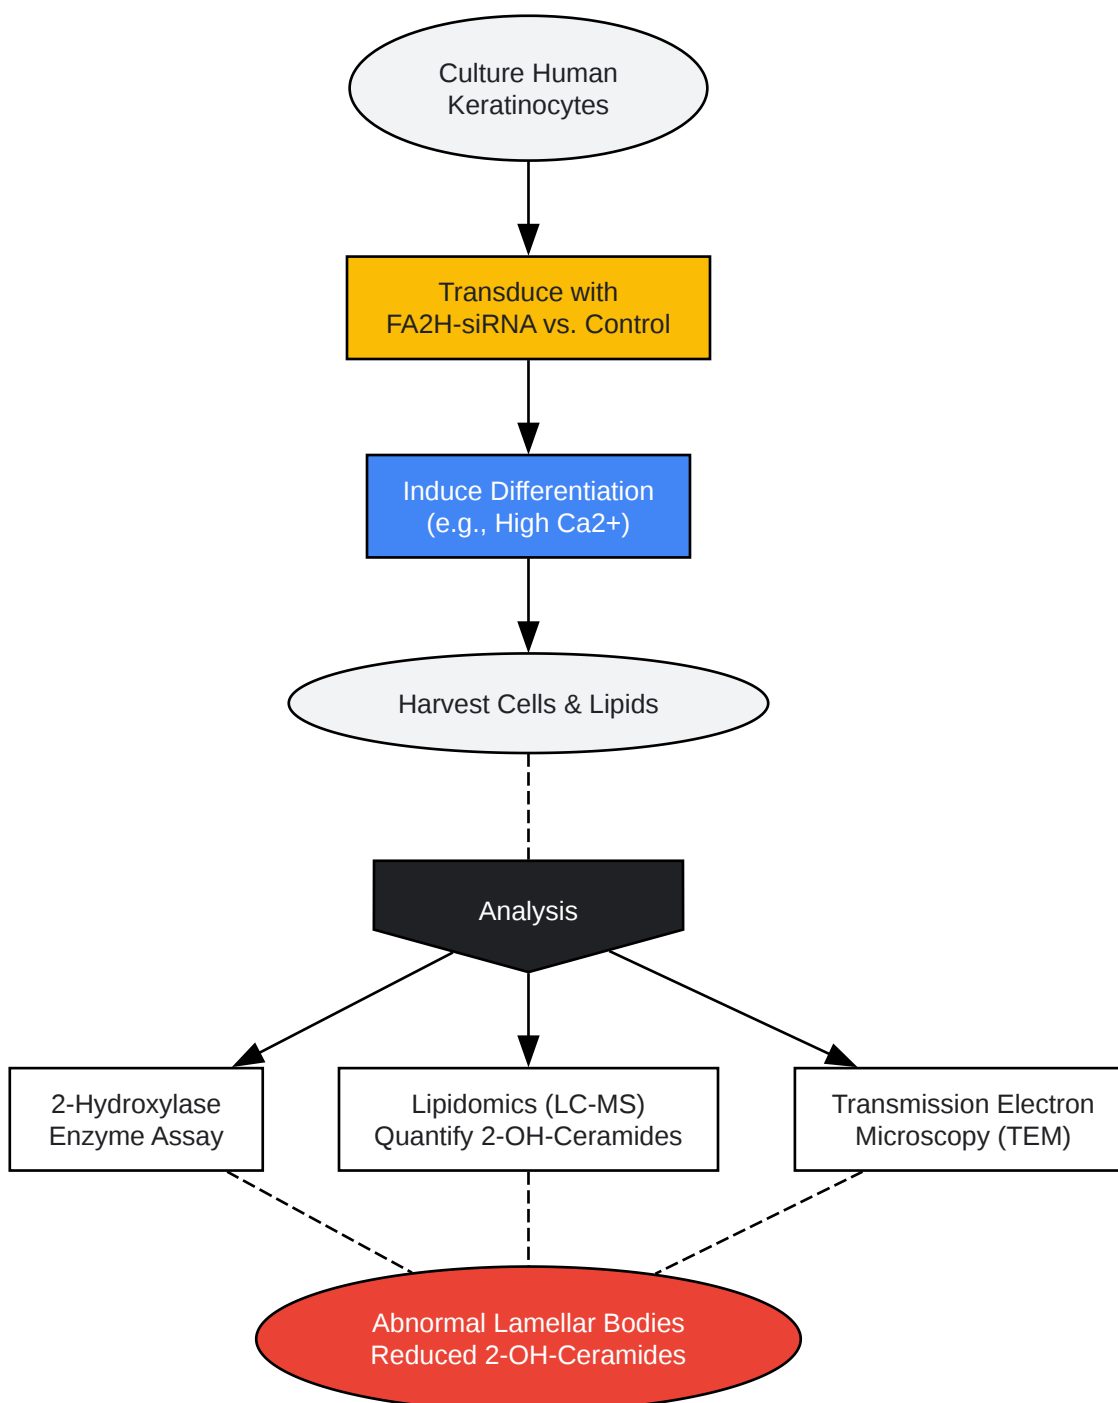 Culture Human
Keratinocytes
Transduce with
FA2H-siRNA vs. Control
Induce Differentiation
(e.g., High Ca2+)
Harvest Cells & Lipids
Analysis
2-Hydroxylase
Enzyme Assay
Lipidomics (LC-MS)
Quantify 2-OH-Ceramides
Transmission Electron
Microscopy (TEM)
Abnormal Lamellar Bodies
Reduced 2-OH-Ceramides